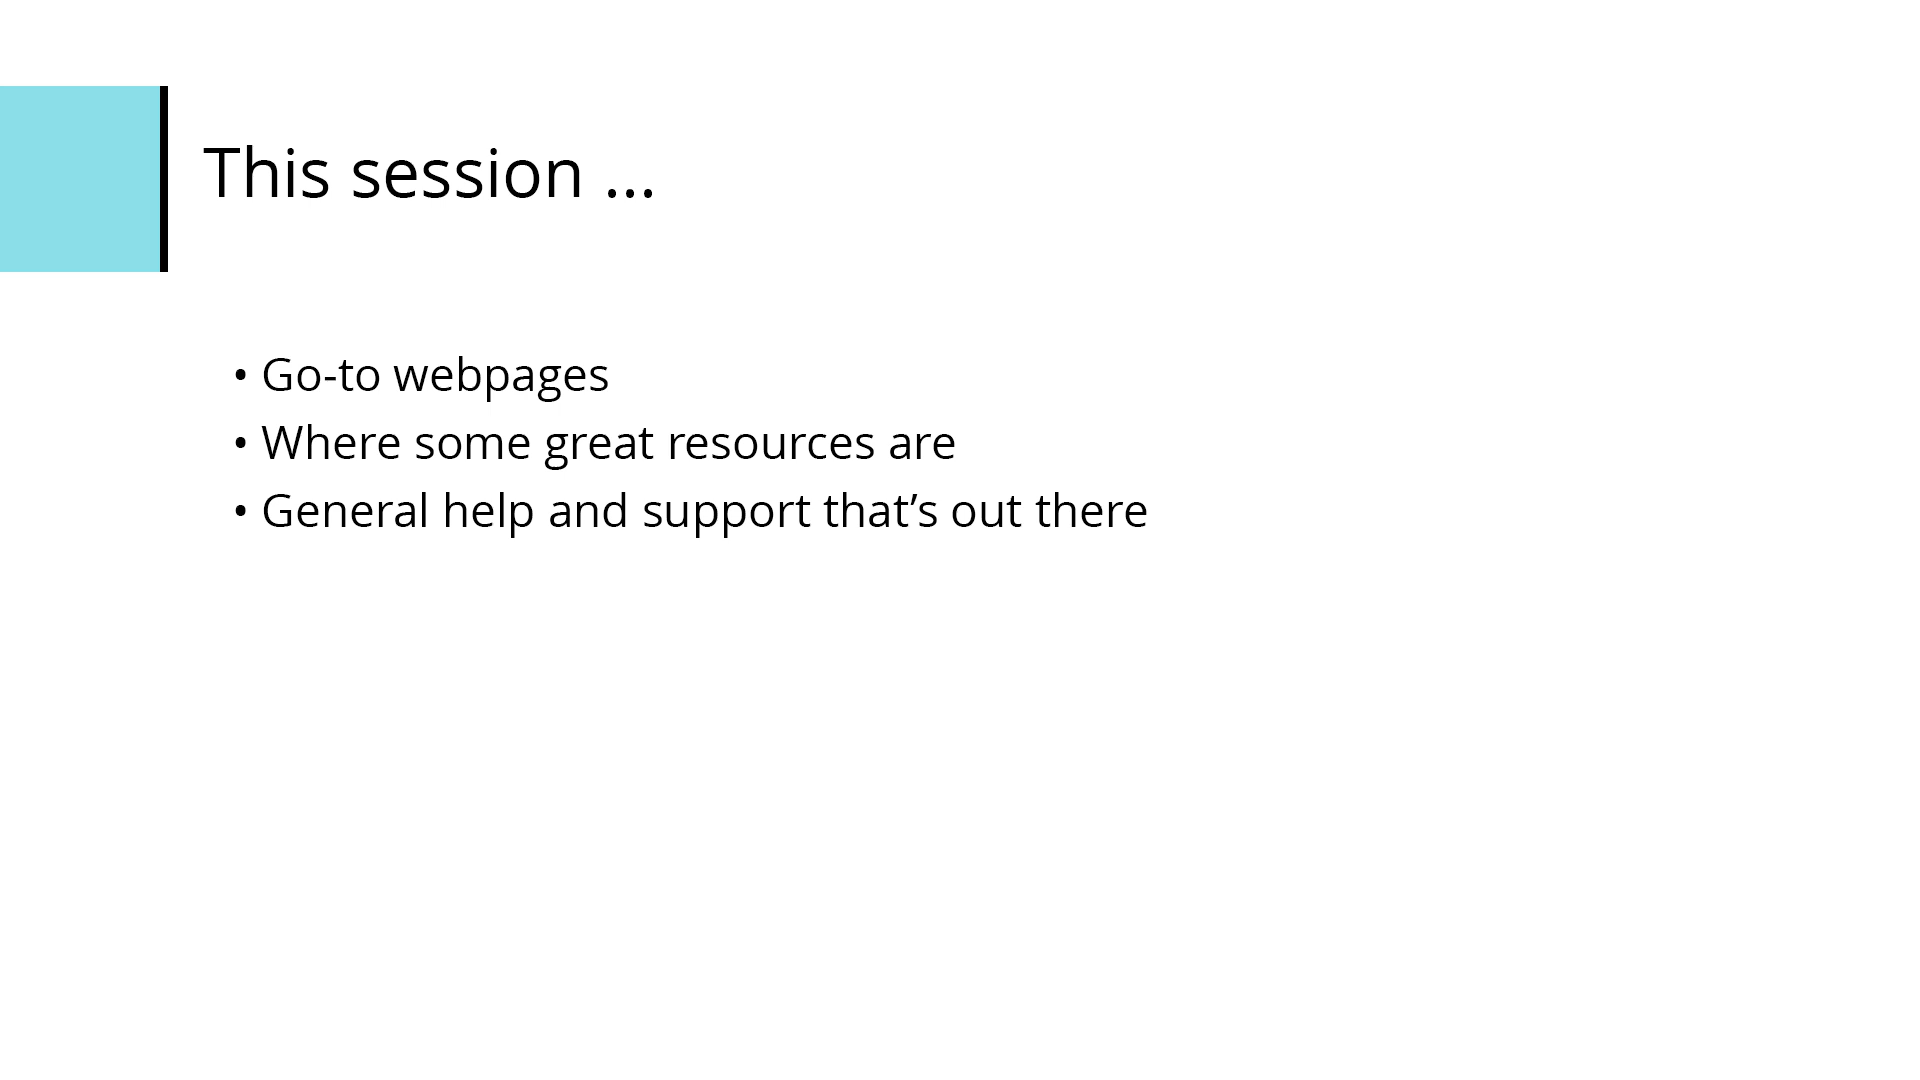 This session …
• Go-to webpages
• Where some great resources are
• General help and support that’s out there